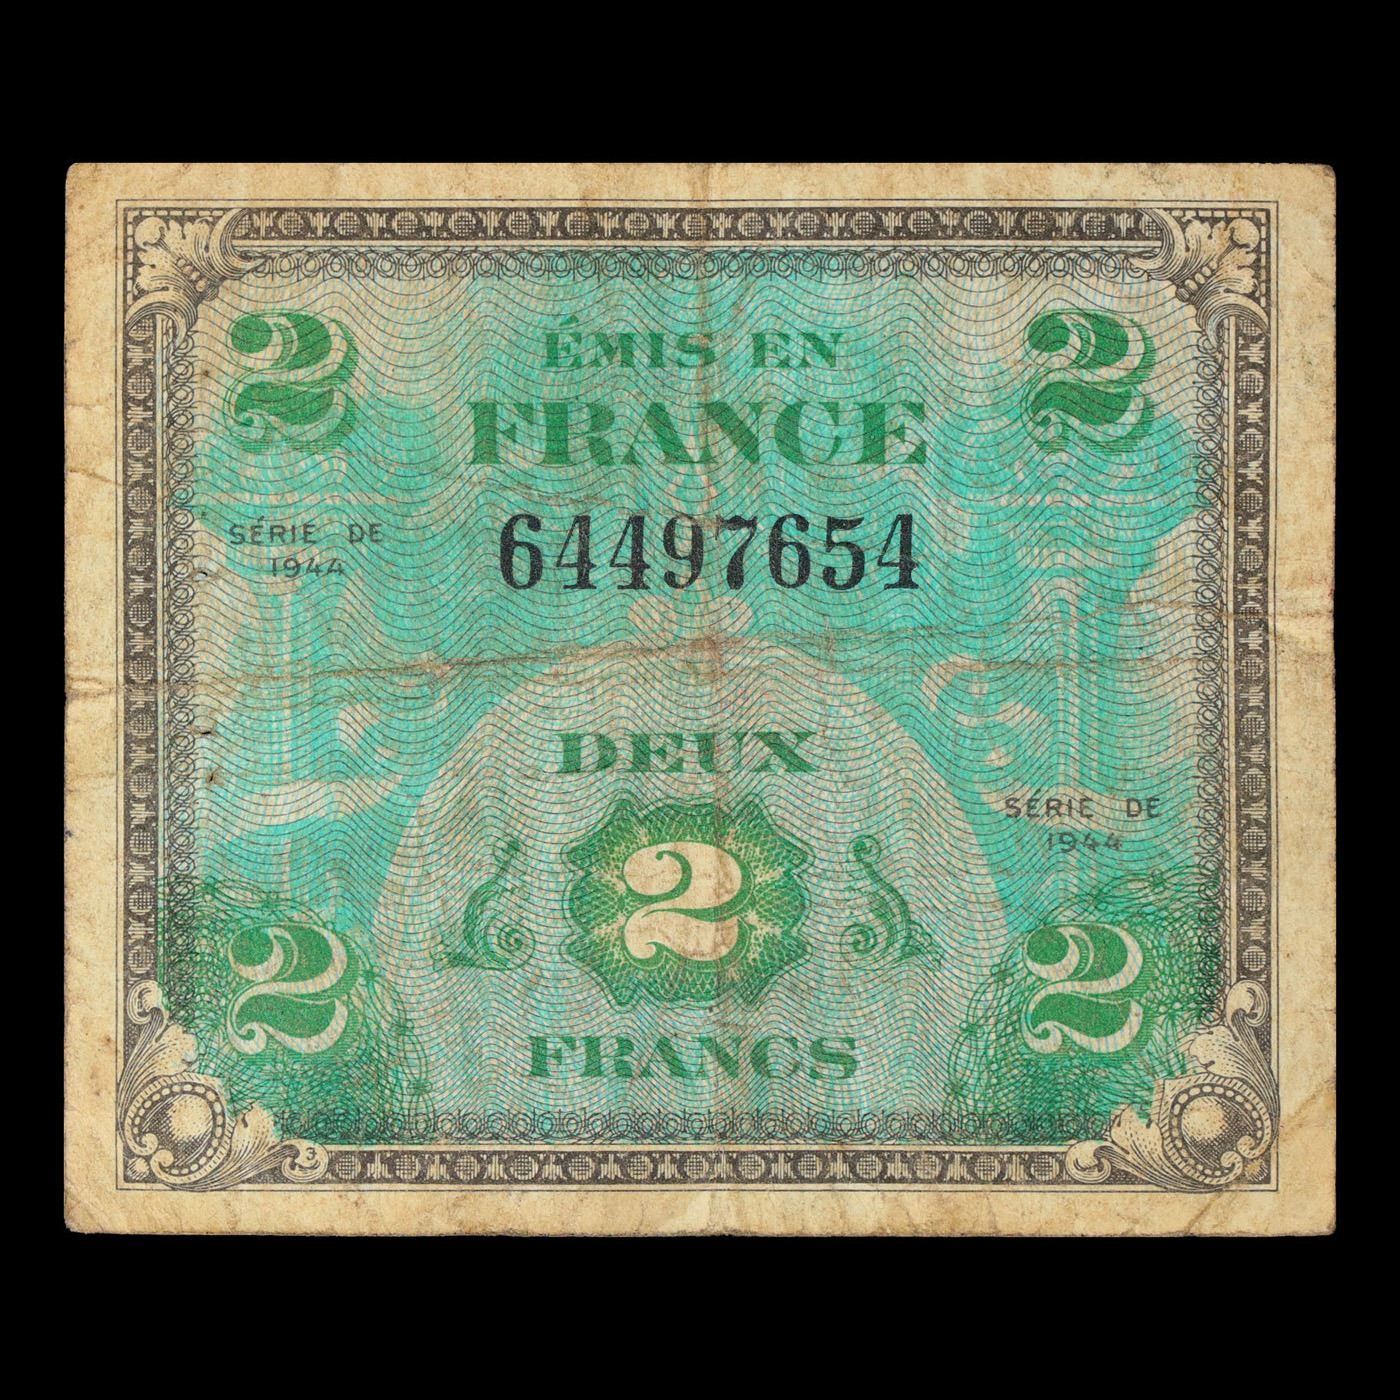 2 2
ÉMIS EN
FRANCE
SÉRIE DE
1944
64497654
DEUX
SÉRIE DE
1944
2
2 2
FRANCS
3